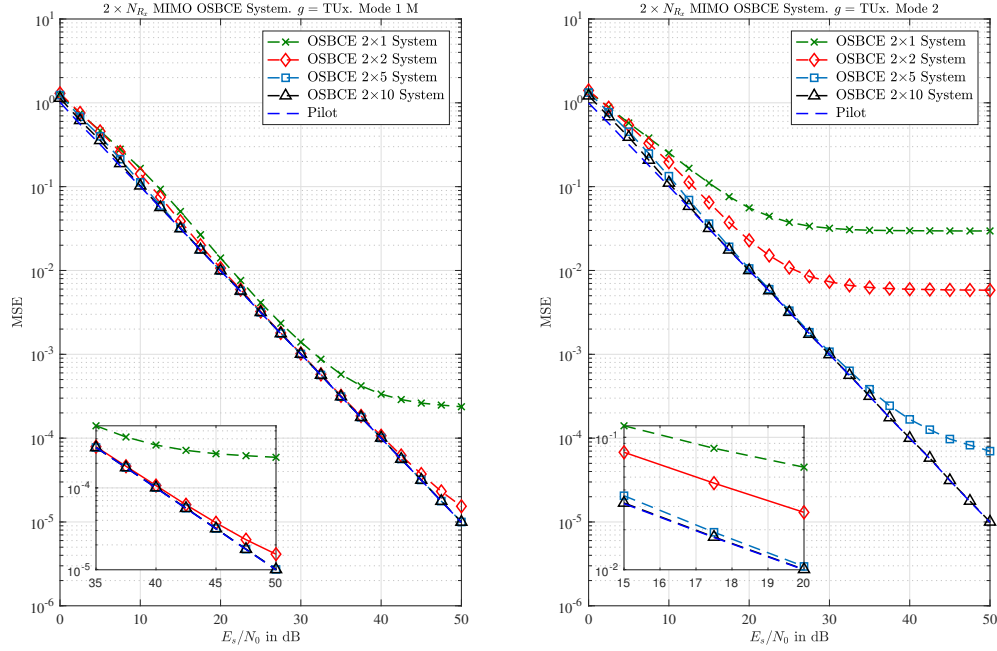 2 × N_{R_x} MIMO OSBCE System. g = TUx. Mode 1 M
10^1
10^0
10^{-1}
10^{-2}
10^{-3}
10^{-4}
10^{-5}
10^{-6}
MSE
OSBCE 2×1 System
OSBCE 2×2 System
OSBCE 2×5 System
OSBCE 2×10 System
Pilot
10^{-4}
10^{-5}
35 40 45 50
0 10 20 30 40 50
E_s/N_0 in dB
2 × N_{R_x} MIMO OSBCE System. g = TUx. Mode 2
10^1
10^0
10^{-1}
10^{-2}
10^{-3}
10^{-4}
10^{-5}
10^{-6}
MSE
OSBCE 2×1 System
OSBCE 2×2 System
OSBCE 2×5 System
OSBCE 2×10 System
Pilot
10^{-1}
10^{-2}
15 16 17 18 19 20
0 10 20 30 40 50
E_s/N_0 in dB